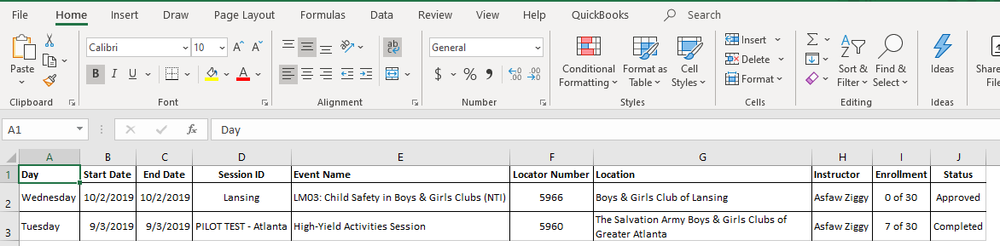 File Home Insert Draw Page Layout Formulas Data Review View Help QuickBooks Search
Paste
Calibri 10 A^ A˅
B I U A
ab
c
General
$ % , .00 .0
Conditional Formatting
Format as Table
Cell Styles
Insert
Delete
Format
Σ
A
Z
Sort & Filter
Find & Select
Ideas
Share
File
Clipboard Font Alignment Number Styles Cells Editing Ideas
A1 fx Day
A B C D E F G H I J
1 Day Start Date End Date Session ID Event Name Locator Number Location Instructor Enrollment Status
2 Wednesday 10/2/2019 10/2/2019 Lansing LM03: Child Safety in Boys & Girls Clubs (NTI) 5966 Boys & Girls Club of Lansing Asfaw Ziggy 0 of 30 Approved
3 Tuesday 9/3/2019 9/3/2019 PILOT TEST - Atlanta High-Yield Activities Session 5960 The Salvation Army Boys & Girls Clubs of
Greater Atlanta Asfaw Ziggy 7 of 30 Completed